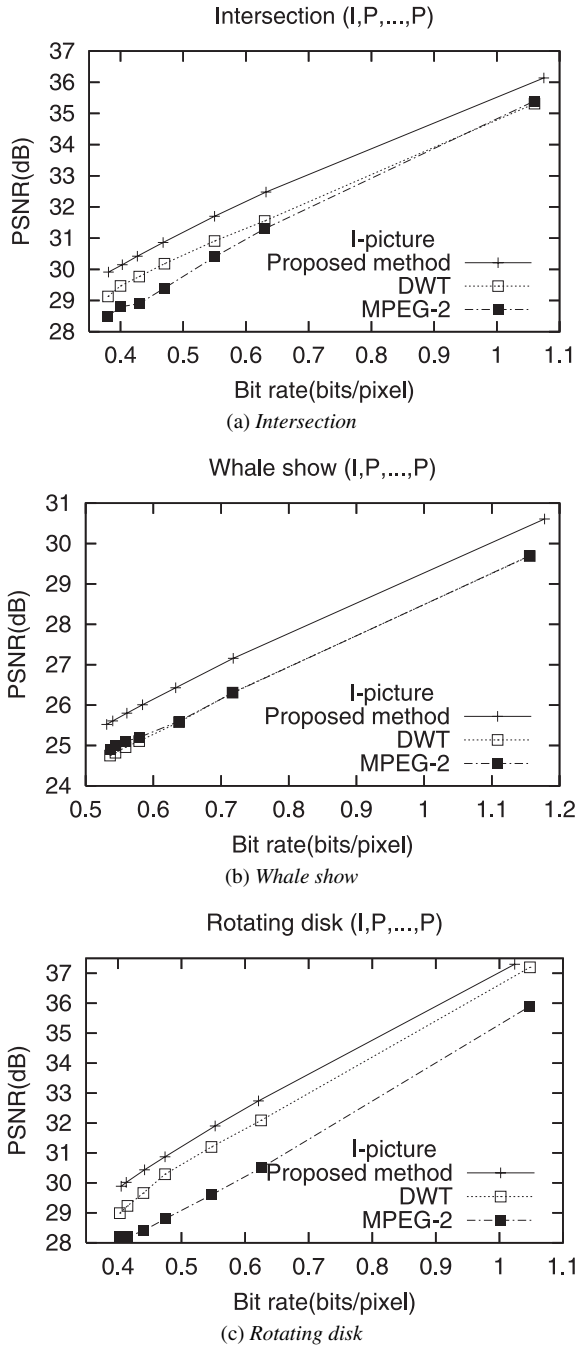 Intersection (I,P,...,P)
37
36
35
34
33
32
31
30
29
28
PSNR(dB)
I-picture
Proposed method
DWT
MPEG-2
0.4 0.5 0.6 0.7 0.8 0.9 1 1.1
Bit rate(bits/pixel)
(a) Intersection
Whale show (I,P,...,P)
31
30
29
28
27
26
25
24
PSNR(dB)
I-picture
Proposed method
DWT
MPEG-2
0.5 0.6 0.7 0.8 0.9 1 1.1 1.2
Bit rate(bits/pixel)
(b) Whale show
Rotating disk (I,P,...,P)
37
36
35
34
33
32
31
30
29
28
PSNR(dB)
I-picture
Proposed method
DWT
MPEG-2
0.4 0.5 0.6 0.7 0.8 0.9 1 1.1
Bit rate(bits/pixel)
(c) Rotating disk